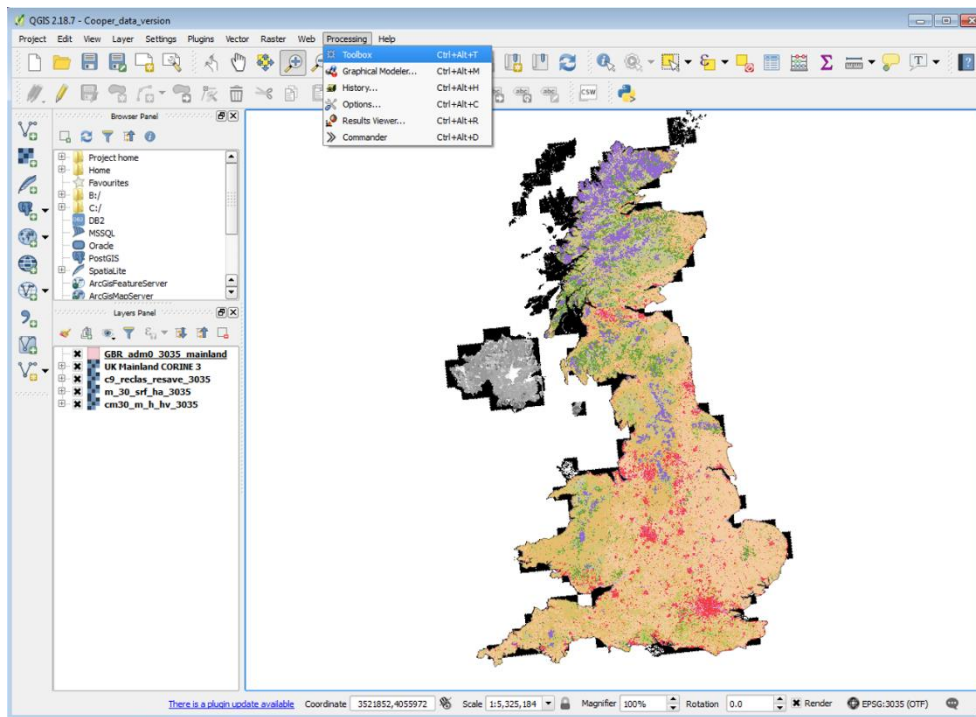 QGIS 2.18.7 - Cooper_data_version
Project Edit View Layer Settings Plugins Vector Raster Web Processing Help
Toolbox Ctrl+Alt+T
Graphical Modeler... Ctrl+Alt+M
History... Ctrl+Alt+H
Options... Ctrl+Alt+C
Results Viewer... Ctrl+Alt+R
Commander Ctrl+Alt+D
CSW
Browser Panel
Project home
Home
Favourites
B:/
C:/
DB2
MSSQL
Oracle
PostGIS
SpatiaLite
ArcGisFeatureServer
ArcGisMapServer
Layers Panel
GBR_adm0_3035_mainland
UK Mainland CORINE 3
c9_reclas_resave_3035
m_30_srf_ha_3035
cm30_m_h_hv_3035
There is a plugin update available Coordinate 3521852,4055972 Scale 1:5,325,184 Magnifier 100% Rotation 0.0 Render EPSG:3035 (OTF)